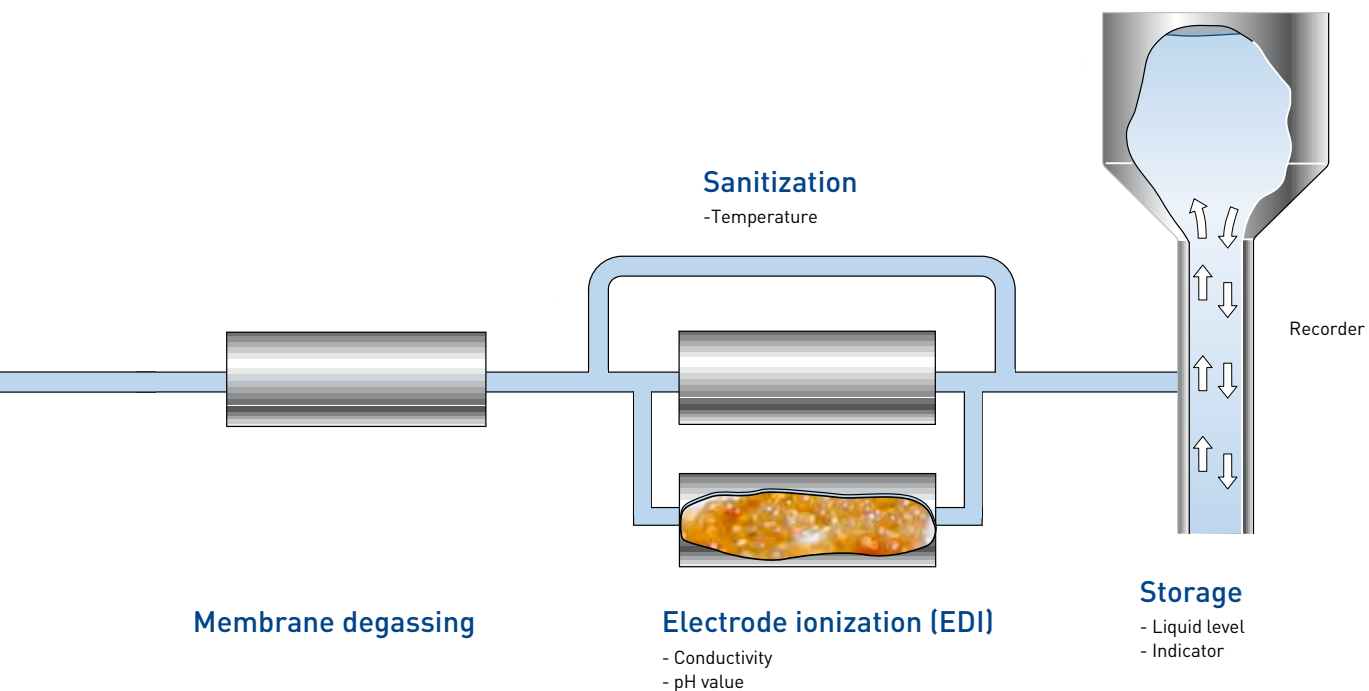 Sanitization
-Temperature
Recorder
Membrane degassing
Electrode ionization (EDI)
- Conductivity
- pH value
Storage
- Liquid level
- Indicator